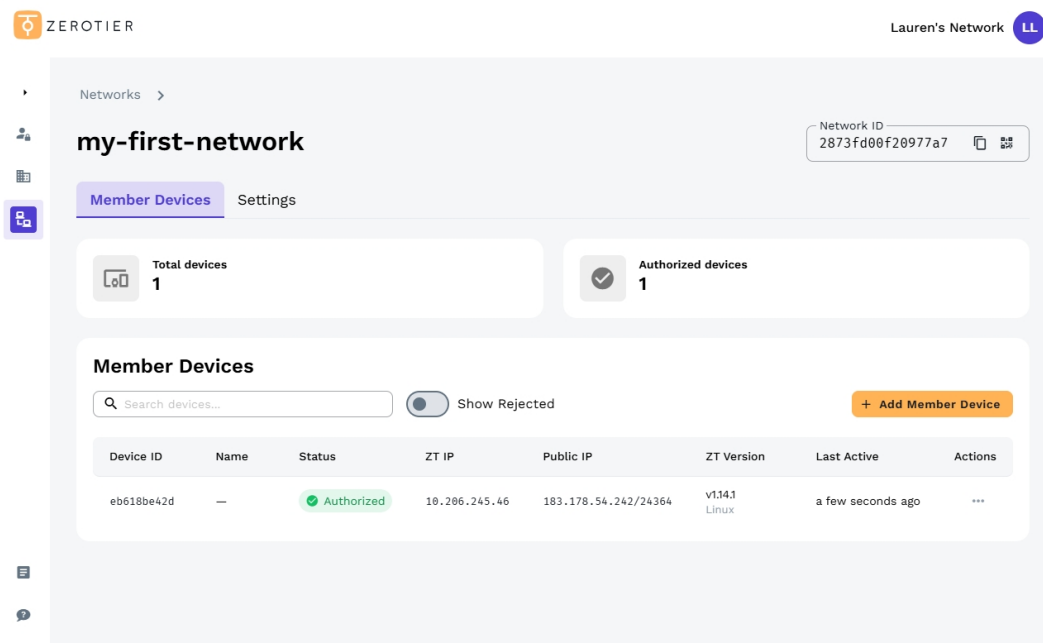 ZEROTIER
Lauren's Network LL
Networks
my-first-network
Network ID
2873fd00f20977a7
Member Devices Settings
Total devices
1
Authorized devices
1
Member Devices
Search devices...
Show Rejected
+ Add Member Device
Device ID Name Status ZT IP Public IP ZT Version Last Active Actions
eb618be42d — Authorized 10.206.245.46 183.178.54.242/24364 v1.14.1 a few seconds ago ...
Linux